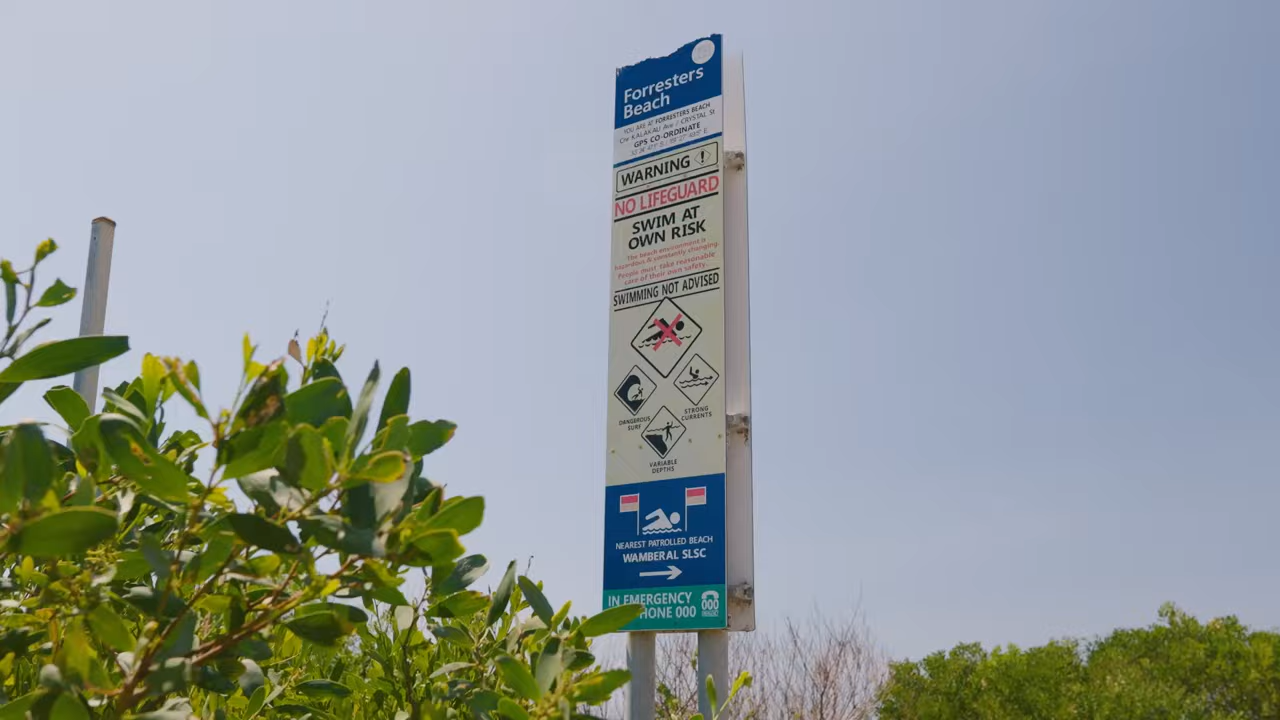 Forresters
Beach
YOU ARE AT FORRESTERS BEACH
Cnr KALAKAU Ave / CRYSTAL St
GPS CO-ORDINATE
WARNING !
NO LIFEGUARD
SWIM AT
OWN RISK
The beach environment is
hazardous & constantly changing.
People must take reasonable
care of their own safety.
SWIMMING NOT ADVISED
DANGEROUS
SURF
STRONG
CURRENTS
VARIABLE
DEPTHS
NEAREST PATROLLED BEACH
WAMBERAL SLSC
IN EMERGENCY
HONE 000
000